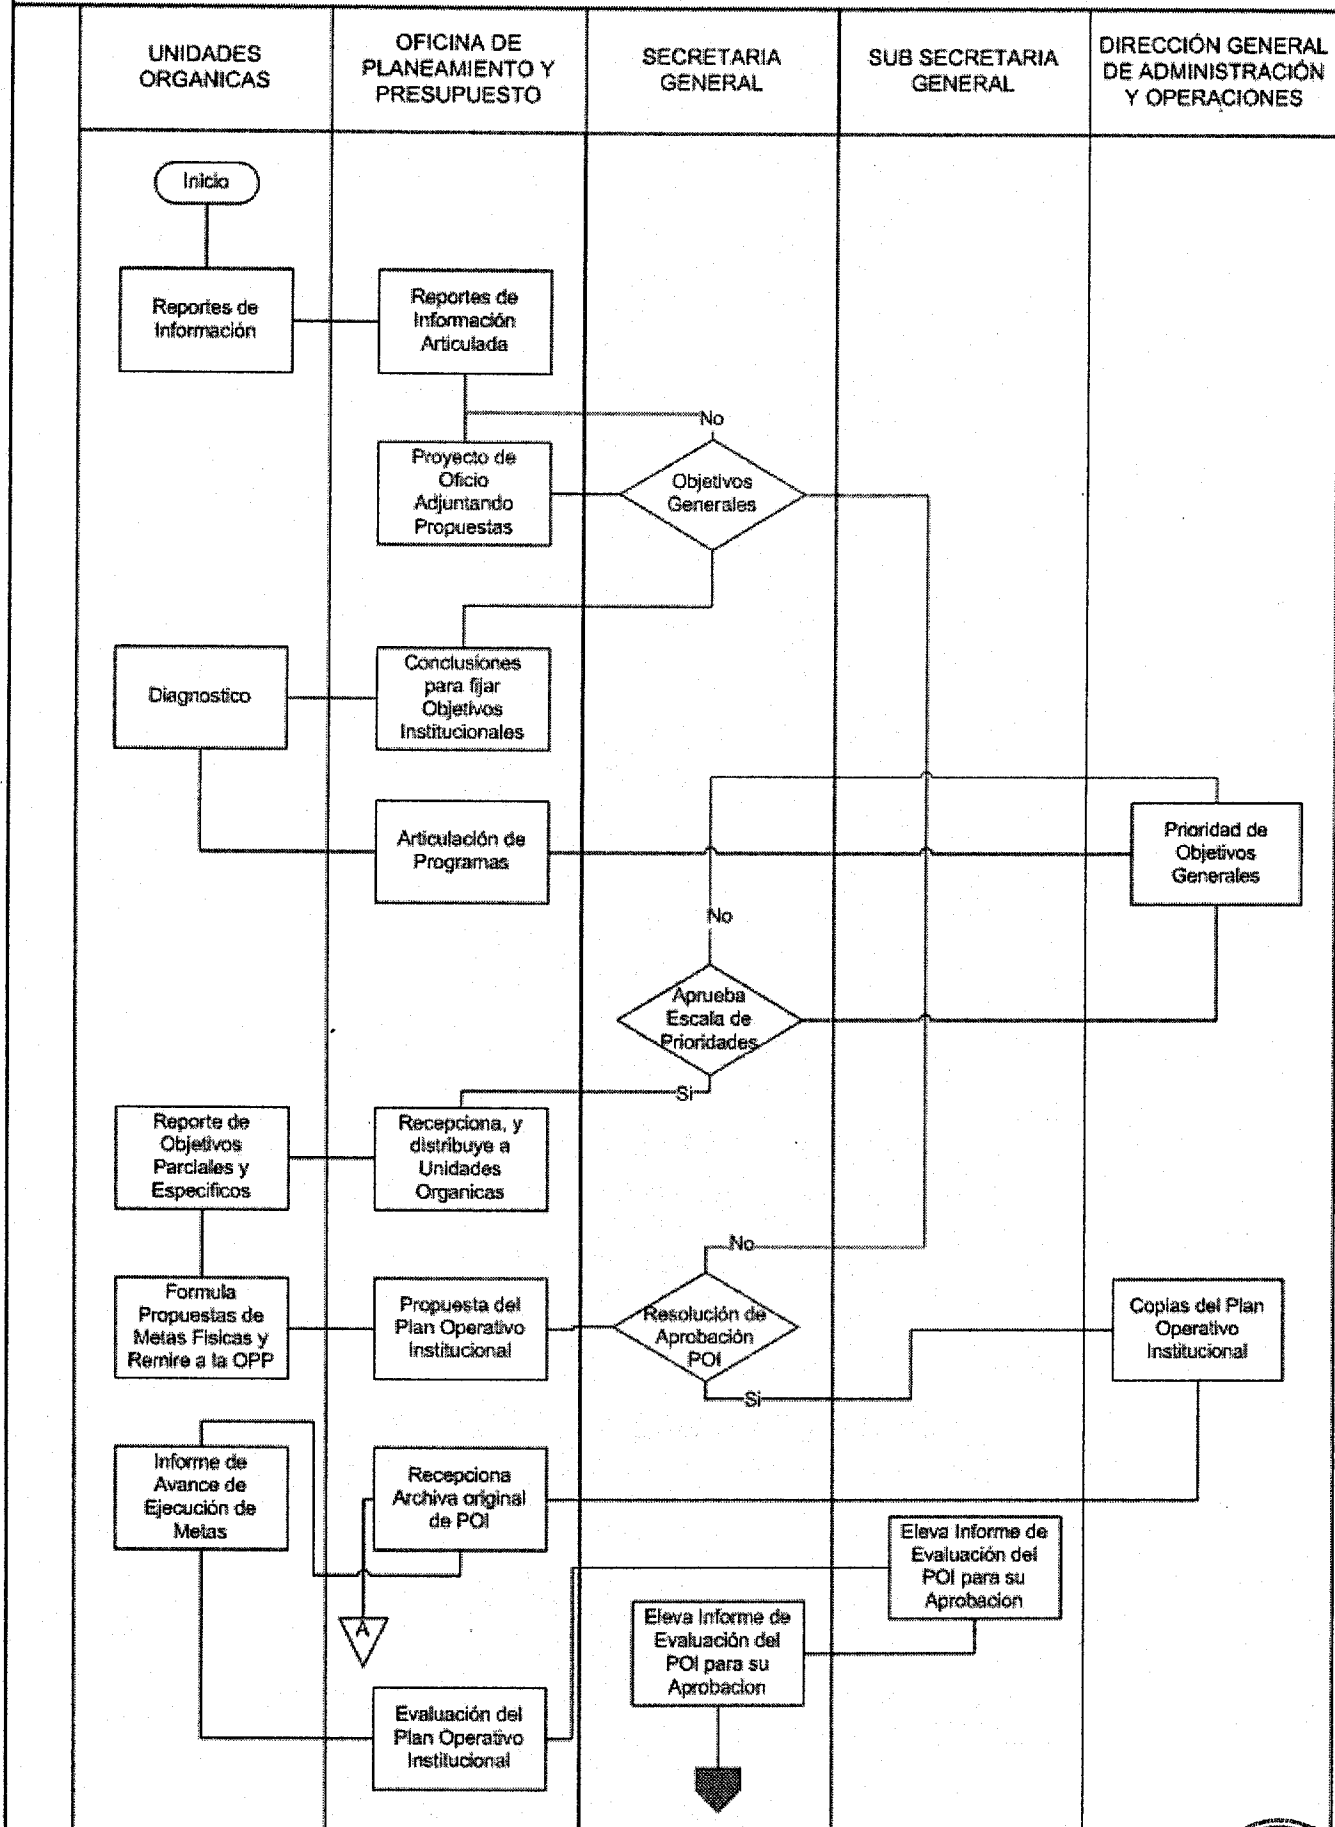 UNIDADES
ORGANICAS
OFICINA DE
PLANEAMIENTO Y
PRESUPUESTO
SECRETARIA
GENERAL
SUB SECRETARIA
GENERAL
DIRECCIÓN GENERAL
DE ADMINISTRACIÓN
Y OPERACIONES
Inicio
Reportes de
Información
Reportes de
Información
Articulada
No
Proyecto de
Oficio
Adjuntando
Propuestas
Objetivos
Generales
Diagnostico
Conclusiones
para fijar
Objetivos
Institucionales
Articulación de
Programas
Prioridad de
Objetivos
Generales
No
Aprueba
Escala de
Prioridades
Si
Reporte de
Objetivos
Parciales y
Especificos
Recepciona, y
distribuye a
Unidades
Organicas
No
Formula
Propuestas de
Metas Fisicas y
Remire a la OPP
Propuesta del
Plan Operativo
Institucional
Resolución de
Aprobación
POI
Copias del Plan
Operativo
Institucional
Si
Informe de
Avance de
Ejecución de
Metas
Recepciona
Archiva original
de POI
Eleva Informe de
Evaluación del
POI para su
Aprobacion
A
Eleva Informe de
Evaluación del
POI para su
Aprobacion
Evaluación del
Plan Operativo
Institucional